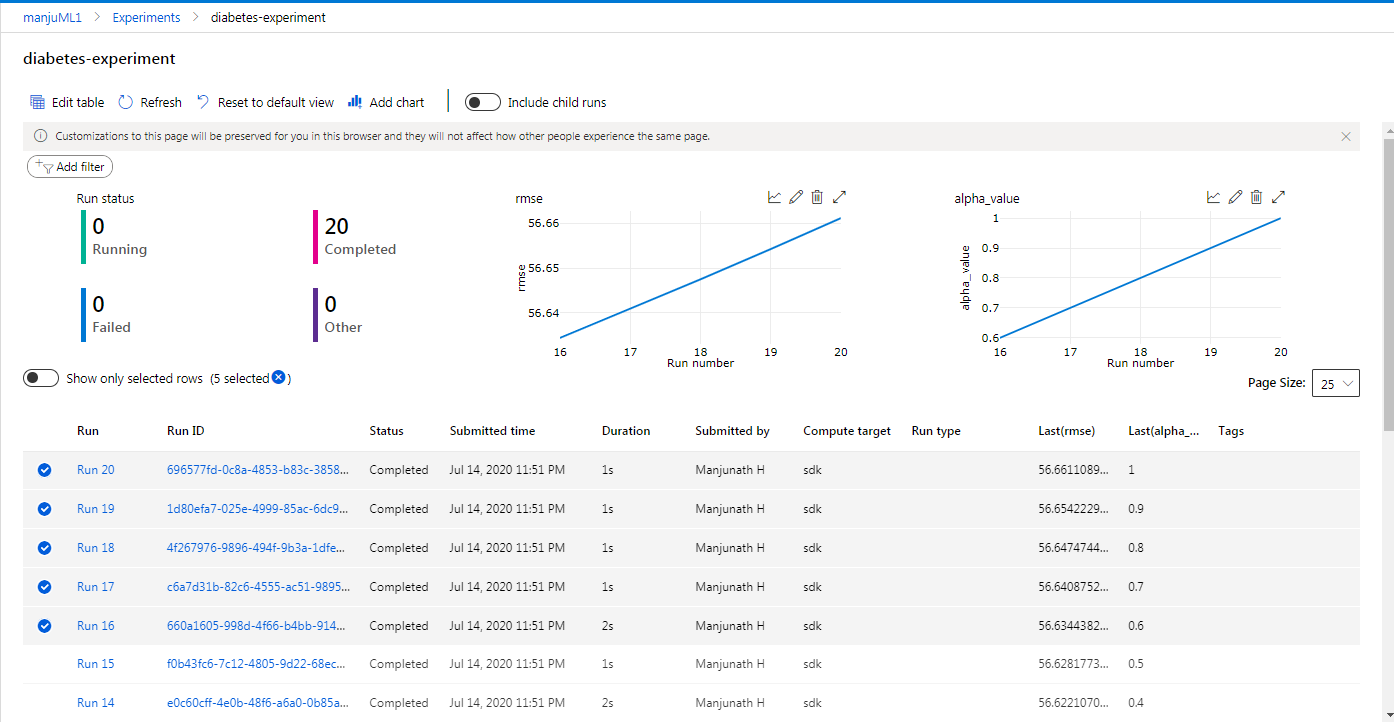 manjuML1 > Experiments > diabetes-experiment
diabetes-experiment
Edit table Refresh Reset to default view Add chart Include child runs
Customizations to this page will be preserved for you in this browser and they will not affect how other people experience the same page.
Add filter
Run status
0
Running
20
Completed
0
Failed
0
Other
rmse
56.66
56.65
56.64
rmse
16 17 18 19 20
Run number
alpha_value
1
0.9
0.8
0.7
0.6
alpha_value
16 17 18 19 20
Run number
Show only selected rows (5 selected )
Page Size: 25
Run Run ID Status Submitted time Duration Submitted by Compute target Run type Last(rmse) Last(alpha_... Tags
Run 20 696577fd-0c8a-4853-b83c-3858... Completed Jul 14, 2020 11:51 PM 1s Manjunath H sdk 56.6611089... 1
Run 19 1d80efa7-025e-4999-85ac-6dc9... Completed Jul 14, 2020 11:51 PM 1s Manjunath H sdk 56.6542229... 0.9
Run 18 4f267976-9896-494f-9b3a-1dfe... Completed Jul 14, 2020 11:51 PM 1s Manjunath H sdk 56.6474744... 0.8
Run 17 c6a7d31b-82c6-4555-ac51-9895... Completed Jul 14, 2020 11:51 PM 1s Manjunath H sdk 56.6408752... 0.7
Run 16 660a1605-998d-4f66-b4bb-914... Completed Jul 14, 2020 11:51 PM 2s Manjunath H sdk 56.6344382... 0.6
Run 15 f0b43fc6-7c12-4805-9d22-68ec... Completed Jul 14, 2020 11:51 PM 1s Manjunath H sdk 56.6281773... 0.5
Run 14 e0c60cff-4e0b-48f6-a6a0-0b85a... Completed Jul 14, 2020 11:51 PM 2s Manjunath H sdk 56.6221070... 0.4